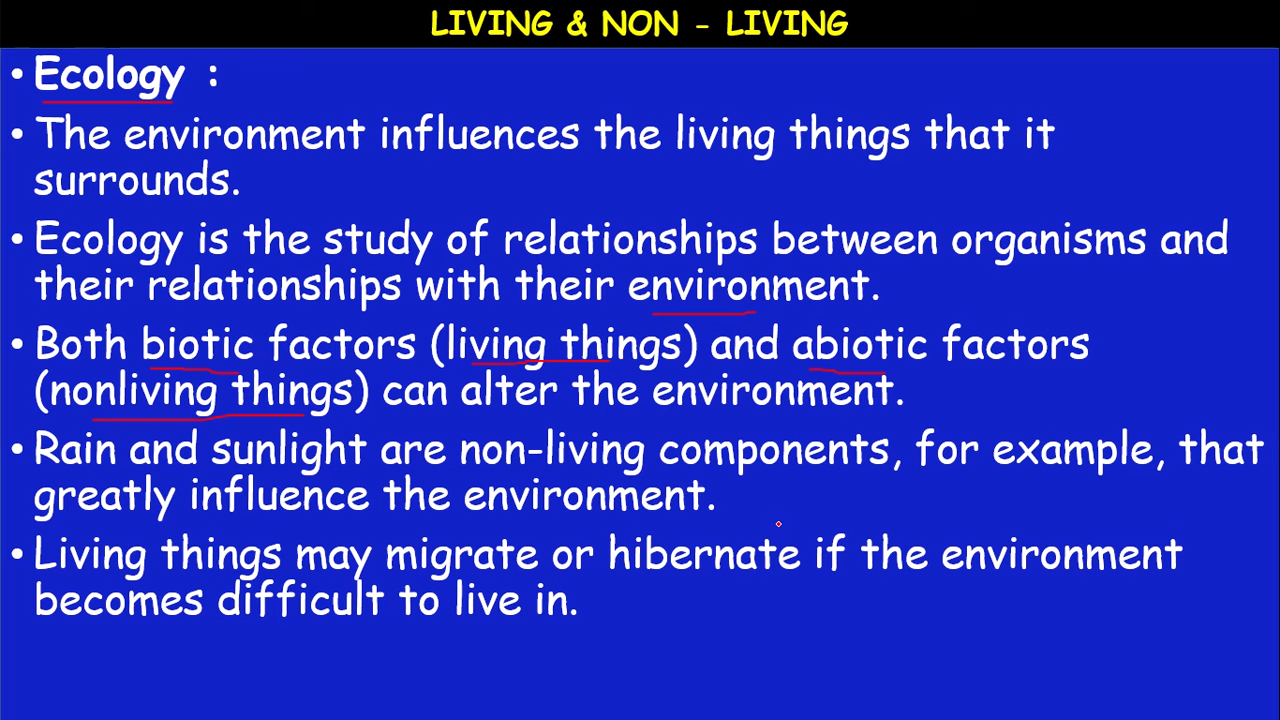 LIVING & NON - LIVING
• Ecology :
• The environment influences the living things that it
surrounds.
• Ecology is the study of relationships between organisms and
their relationships with their environment.
• Both biotic factors (living things) and abiotic factors
(nonliving things) can alter the environment.
• Rain and sunlight are non-living components, for example, that
greatly influence the environment.
• Living things may migrate or hibernate if the environment
becomes difficult to live in.